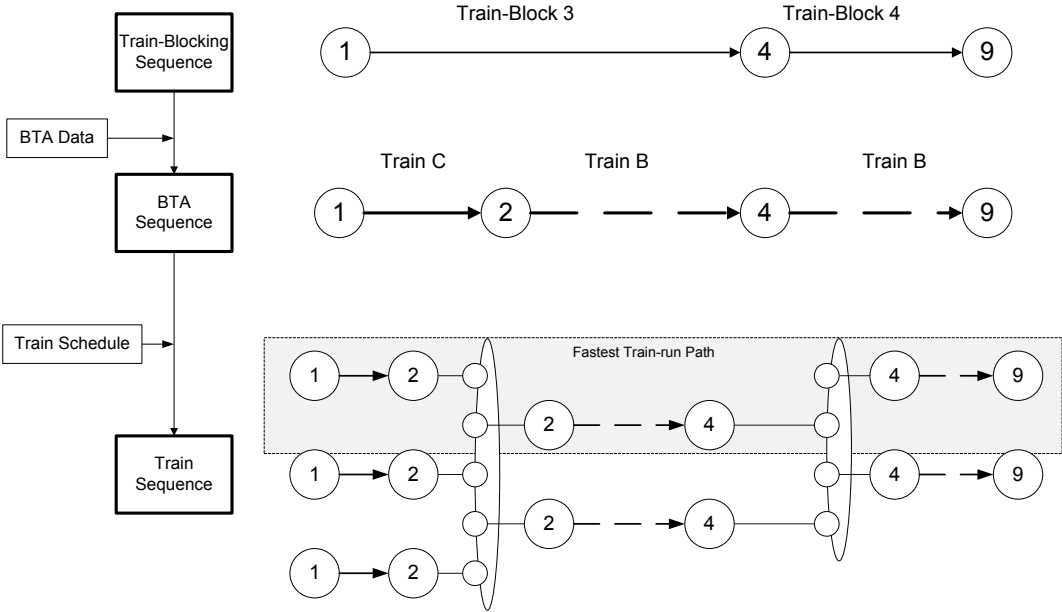 Train-Blocking
Sequence
Train-Block 3
Train-Block 4
1
4
9
BTA Data
BTA
Sequence
Train C
Train B
Train B
1
2
4
9
Train Schedule
Train
Sequence
Fastest Train-run Path
1
2
4
9
2
4
1
2
4
9
2
4
1
2